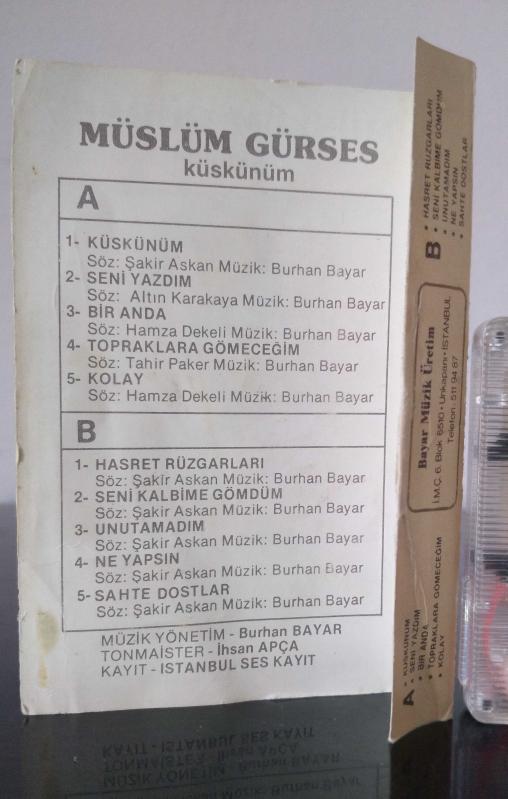 MÜSLÜM GÜRSES
küskünüm
A
1- KÜSKÜNÜM
Söz: Şakir Askan Müzik: Burhan Bayar
2- SENİ YAZDIM
Söz: Altın Karakaya Müzik: Burhan Bayar
3- BİR ANDA
Söz: Hamza Dekeli Müzik: Burhan Bayar
4- TOPRAKLARA GÖMECEĞİM
Söz: Tahir Paker Müzik: Burhan Bayar
5- KOLAY
Söz: Hamza Dekeli Müzik: Burhan Bayar
B
1- HASRET RÜZGARLARI
Söz: Şakir Askan Müzik: Burhan Bayar
2- SENİ KALBİME GÖMDÜM
Söz: Şakir Askan Müzik: Burhan Bayar
3- UNUTAMADIM
Söz: Şakir Askan Müzik: Burhan Bayar
4- NE YAPSIN
Söz: Şakir Askan Müzik: Burhan Bayar
5- SAHTE DOSTLAR
Söz: Şakir Askan Müzik: Burhan Bayar
MÜZİK YÖNETİM - Burhan BAYAR
TONMAİSTER - İhsan APÇA
KAYIT - ISTANBUL SES KAYIT
A
• KÜSKÜNÜM
• SENİ YAZDIM
• BİR ANDA
• TOPRAKLARA GÖMECEĞİM
• KOLAY
Bayar Müzik Üretim
İ.M.Ç. 6. Blok 6510 • Unkapanı • İSTANBUL
Telefon: 511 94 87
B
• HASRET RÜZGARLARI
• SENİ KALBİME GÖMDÜM
• UNUTAMADIM
• NE YAPSIN
• SAHTE DOSTLAR